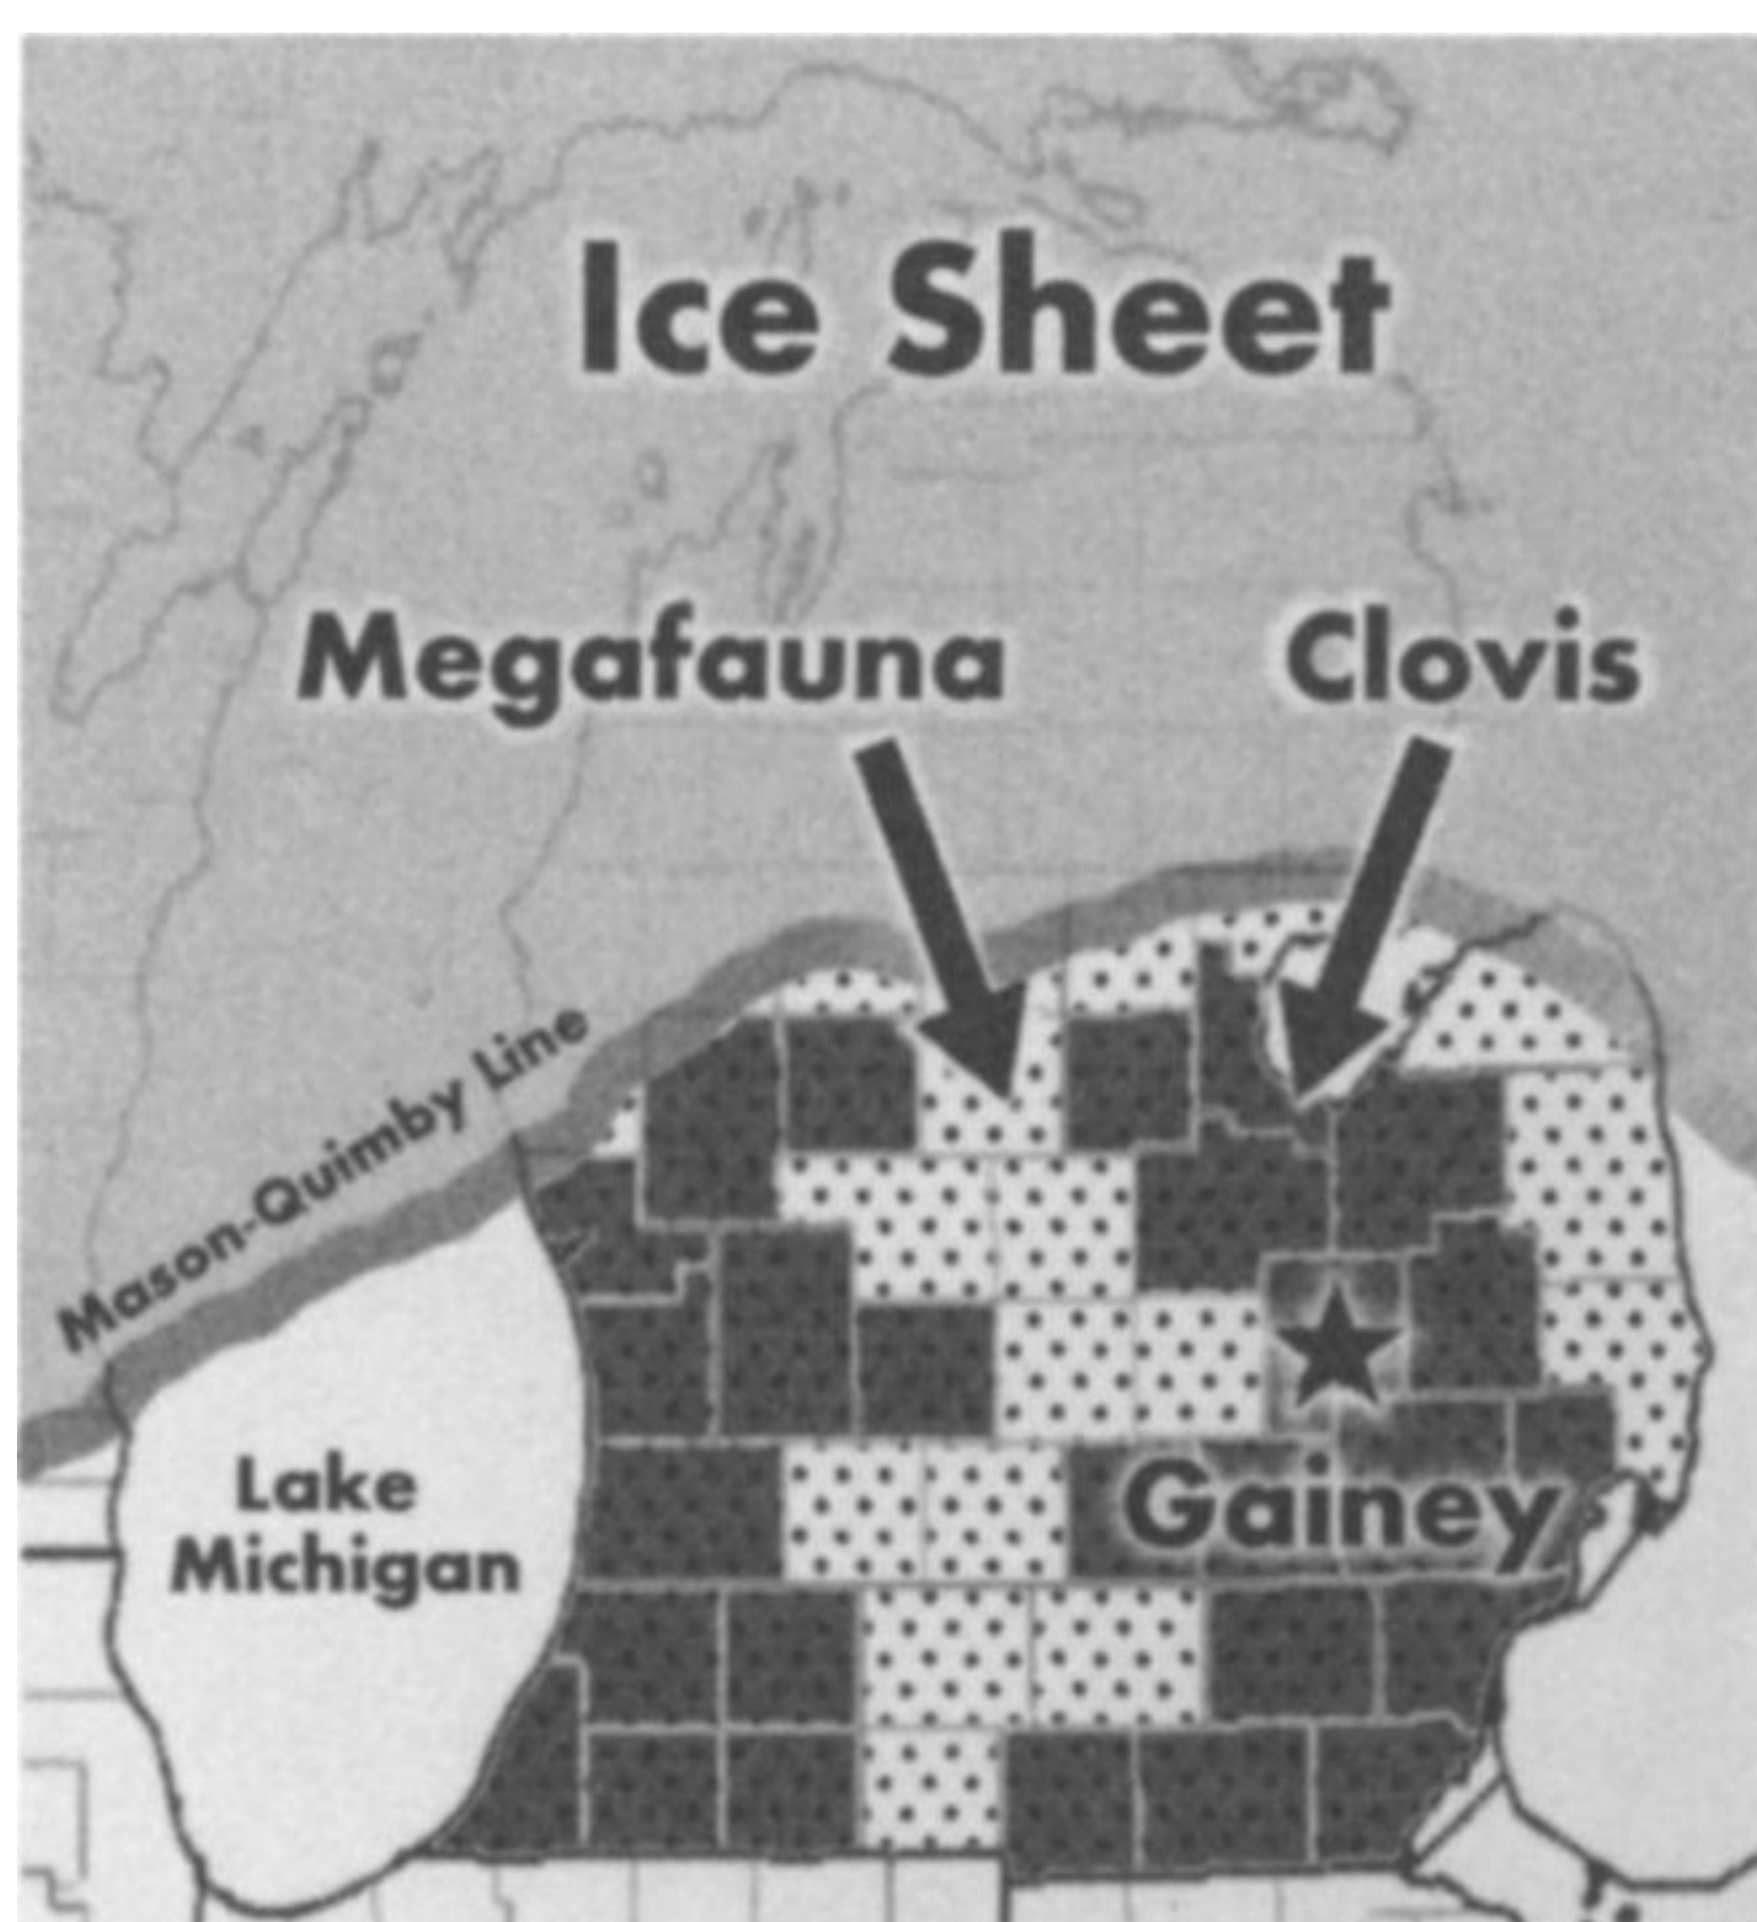 Ice Sheet
Megafauna
Clovis
Mason-Quimby Line
Lake
Michigan
Gainey